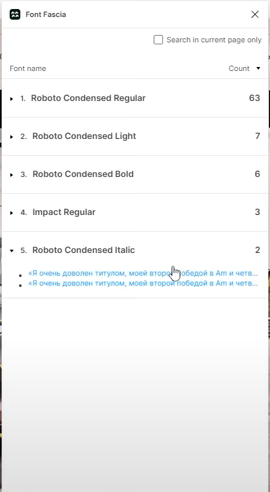 Font Fascia
Search in current page only
Font name Count
1. Roboto Condensed Regular 63
2. Roboto Condensed Light 7
3. Roboto Condensed Bold 6
4. Impact Regular 3
5. Roboto Condensed Italic 2
«Я очень доволен титулом, моей второй победой в Am и четв...
«Я очень доволен титулом, моей второй победой в Am и четв...